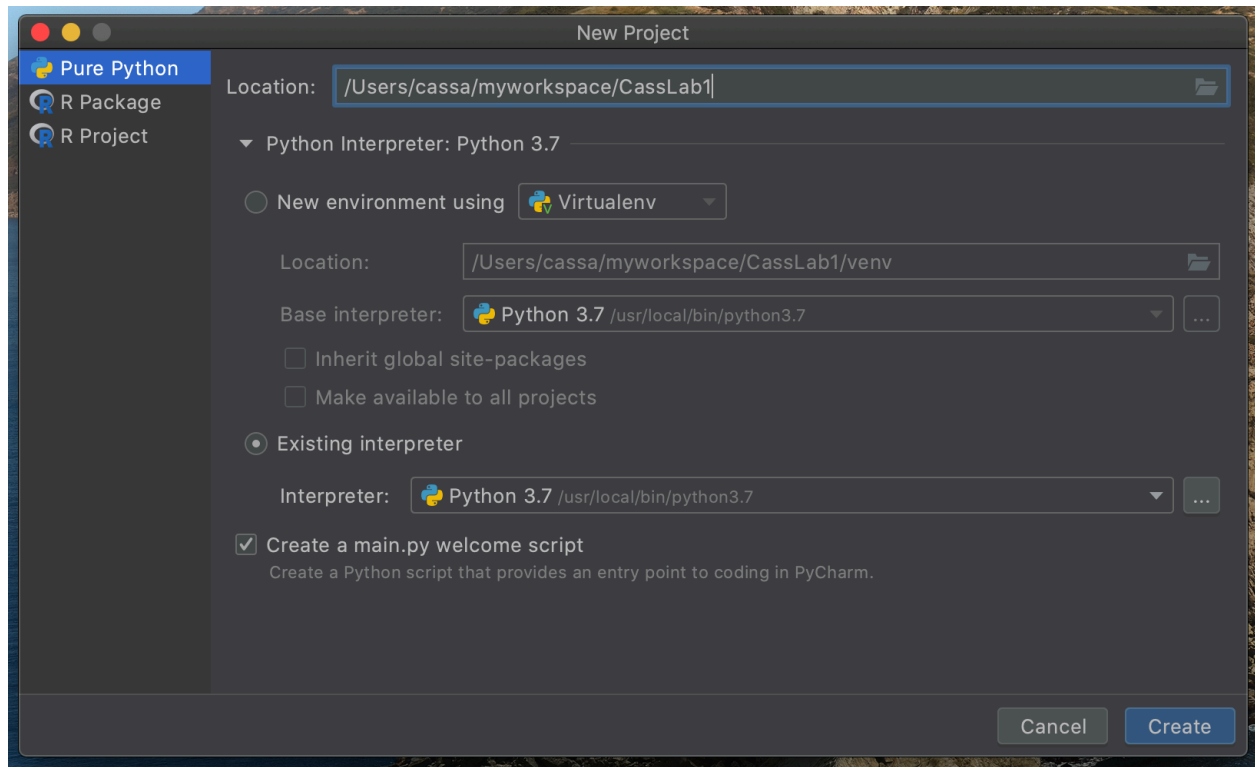 New Project
Pure Python
R Package
R Project
Location: /Users/cassa/myworkspace/CassLab1
Python Interpreter: Python 3.7
New environment using Virtualenv
Location: /Users/cassa/myworkspace/CassLab1/venv
Base interpreter: Python 3.7 /usr/local/bin/python3.7 ...
Inherit global site-packages
Make available to all projects
Existing interpreter
Interpreter: Python 3.7 /usr/local/bin/python3.7 ...
Create a main.py welcome script
Create a Python script that provides an entry point to coding in PyCharm.
Cancel Create